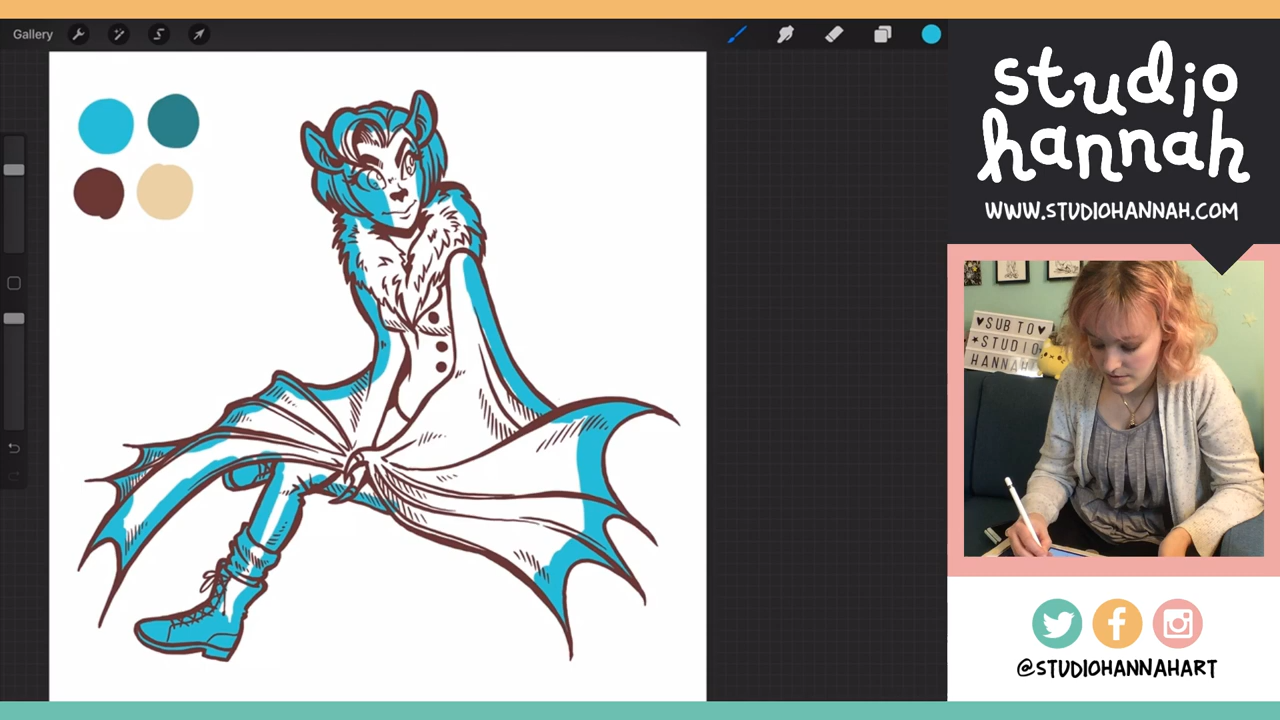 Gallery
studio
hannah
WWW.STUDIOHANNAH.COM
♥SUB TO♥
★STUDIO
HANNAH
@STUDIOHANNAHART